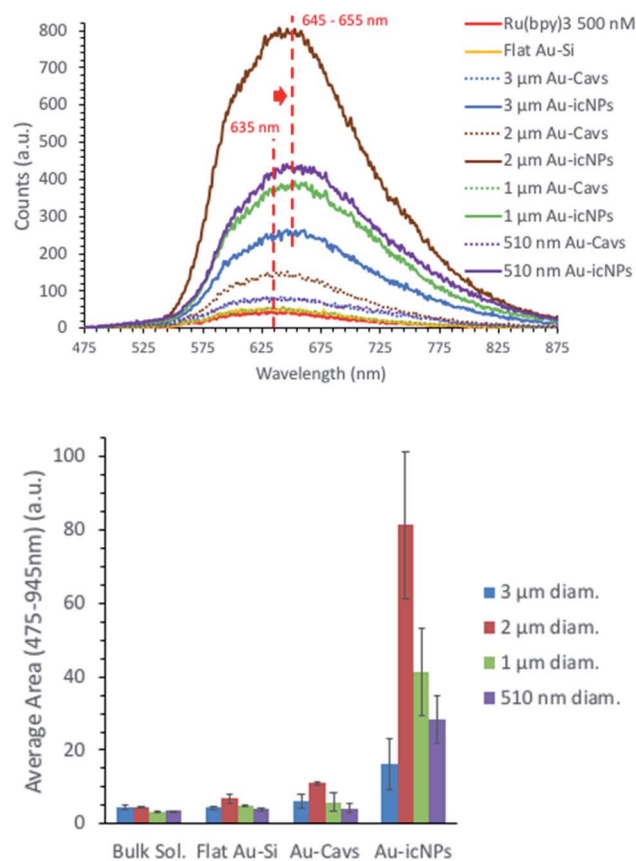 645 - 655 nm
635 nm
Counts (a.u.)
800
700
600
500
400
300
200
100
0
475 525 575 625 675 725 775 825 875
Wavelength (nm)
Ru(bpy)3 500 nM
Flat Au-Si
3 µm Au-Cavs
3 µm Au-icNPs
2 µm Au-Cavs
2 µm Au-icNPs
1 µm Au-Cavs
1 µm Au-icNPs
510 nm Au-Cavs
510 nm Au-icNPs
Average Area (475-945nm) (a.u.)
100
80
60
40
20
0
Bulk Sol. Flat Au-Si Au-Cavs Au-icNPs
3 µm diam.
2 µm diam.
1 µm diam.
510 nm diam.